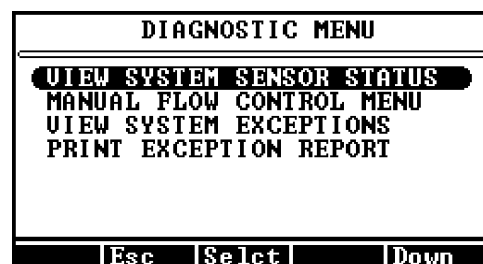 DIAGNOSTIC MENU
VIEW SYSTEM SENSOR STATUS
MANUAL FLOW CONTROL MENU
VIEW SYSTEM EXCEPTIONS
PRINT EXCEPTION REPORT
Esc Selct Down